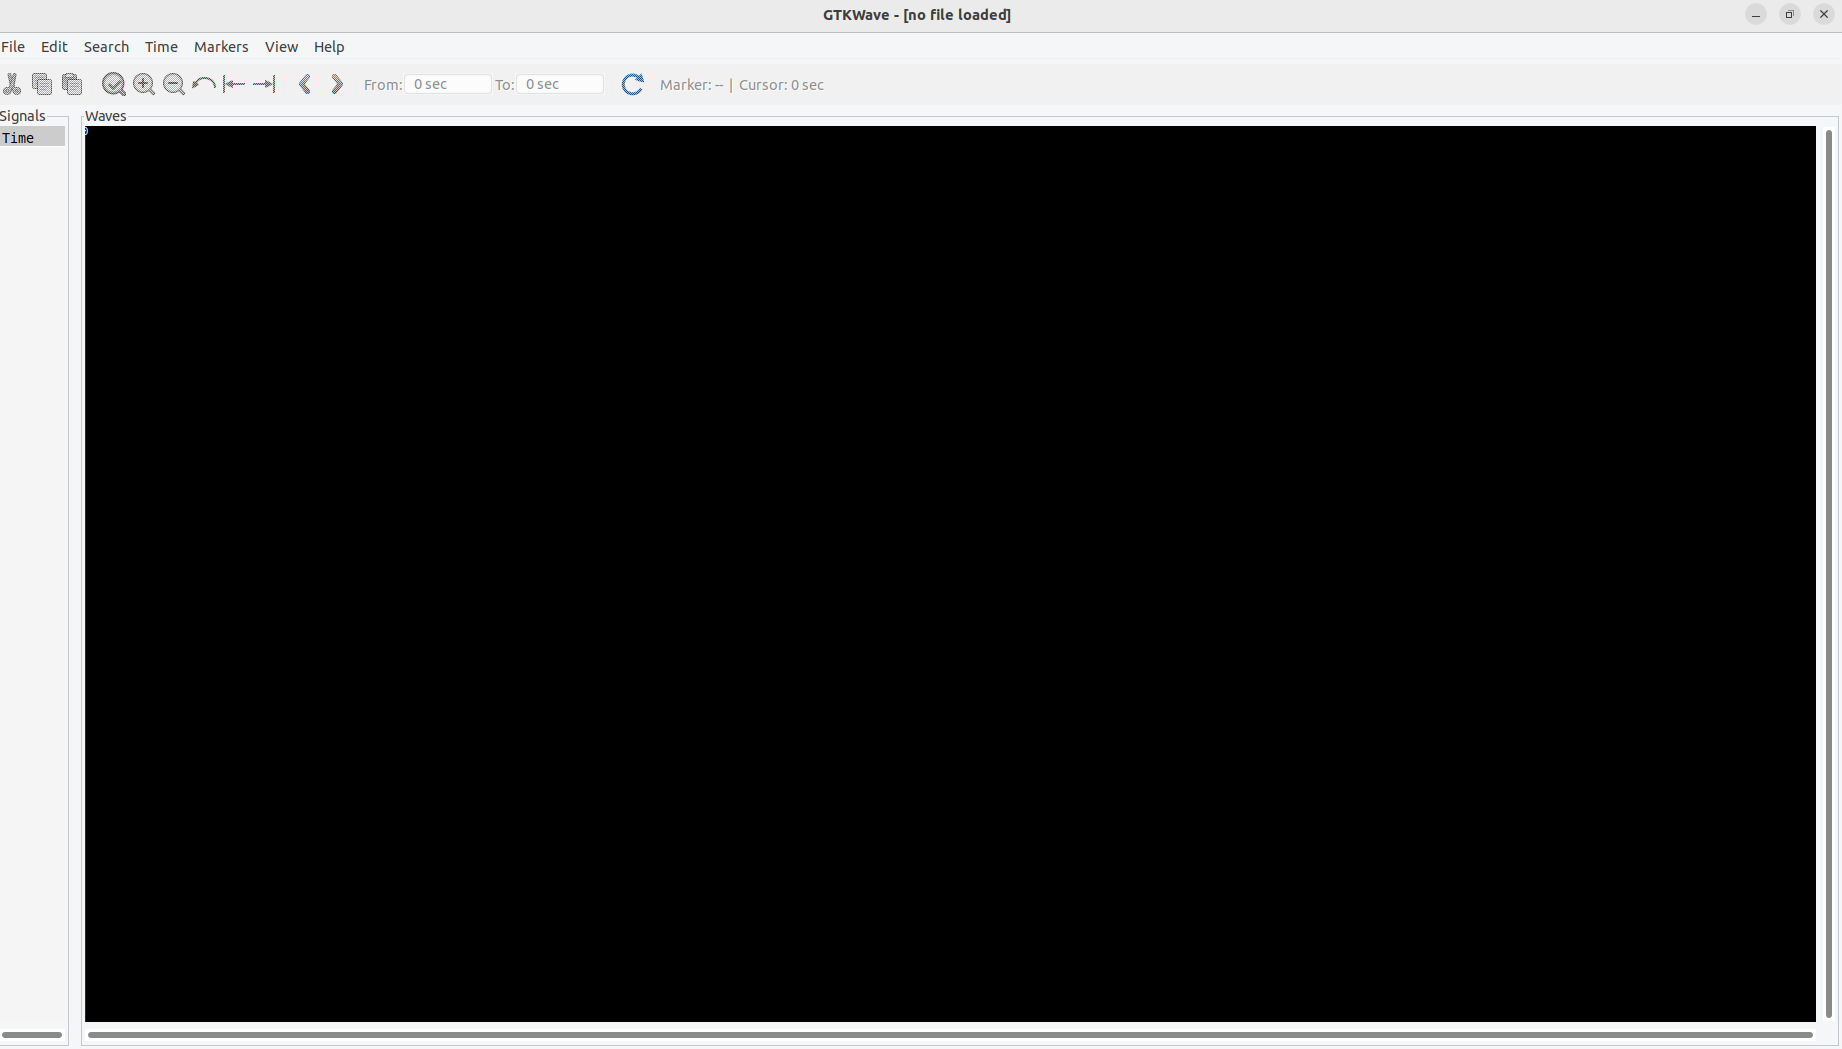 GTKWave - [no file loaded]
File Edit Search Time Markers View Help
From: 0 sec To: 0 sec Marker: -- | Cursor: 0 sec
Signals Waves
Time
0